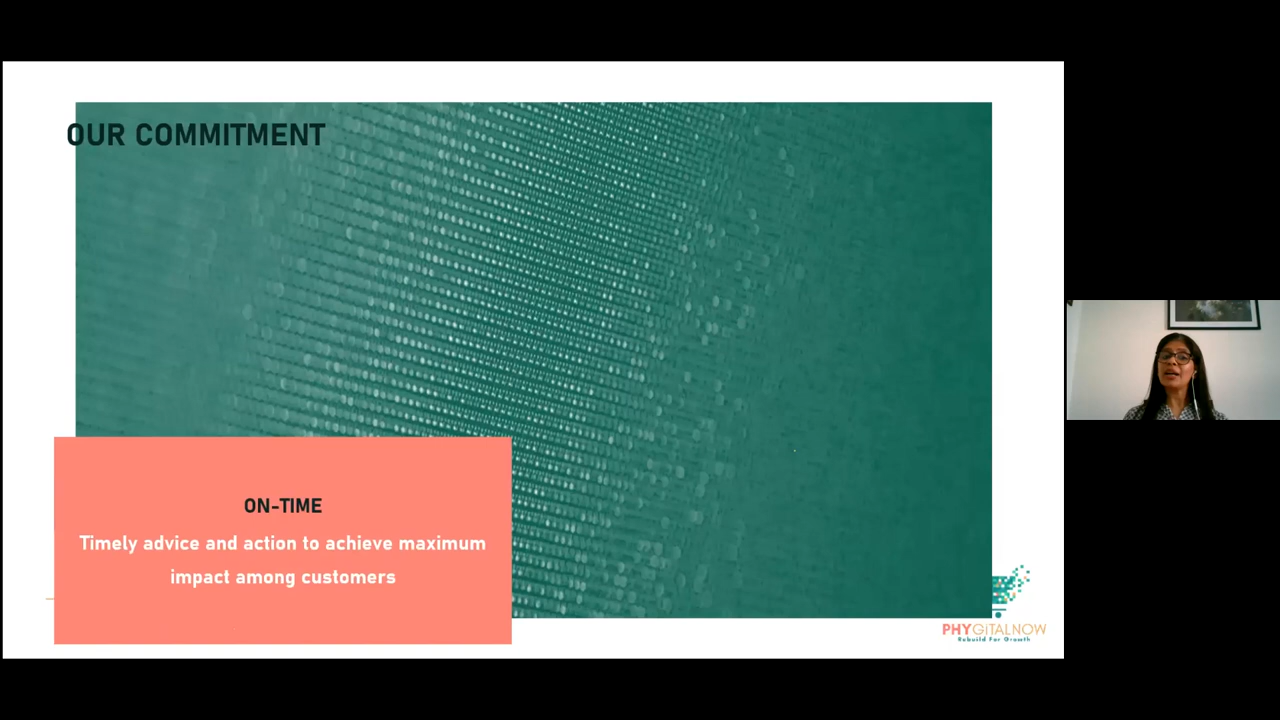 OUR COMMITMENT
ON-TIME
Timely advice and action to achieve maximum
impact among customers
PHYGITALNOW
Rebuild For Growth